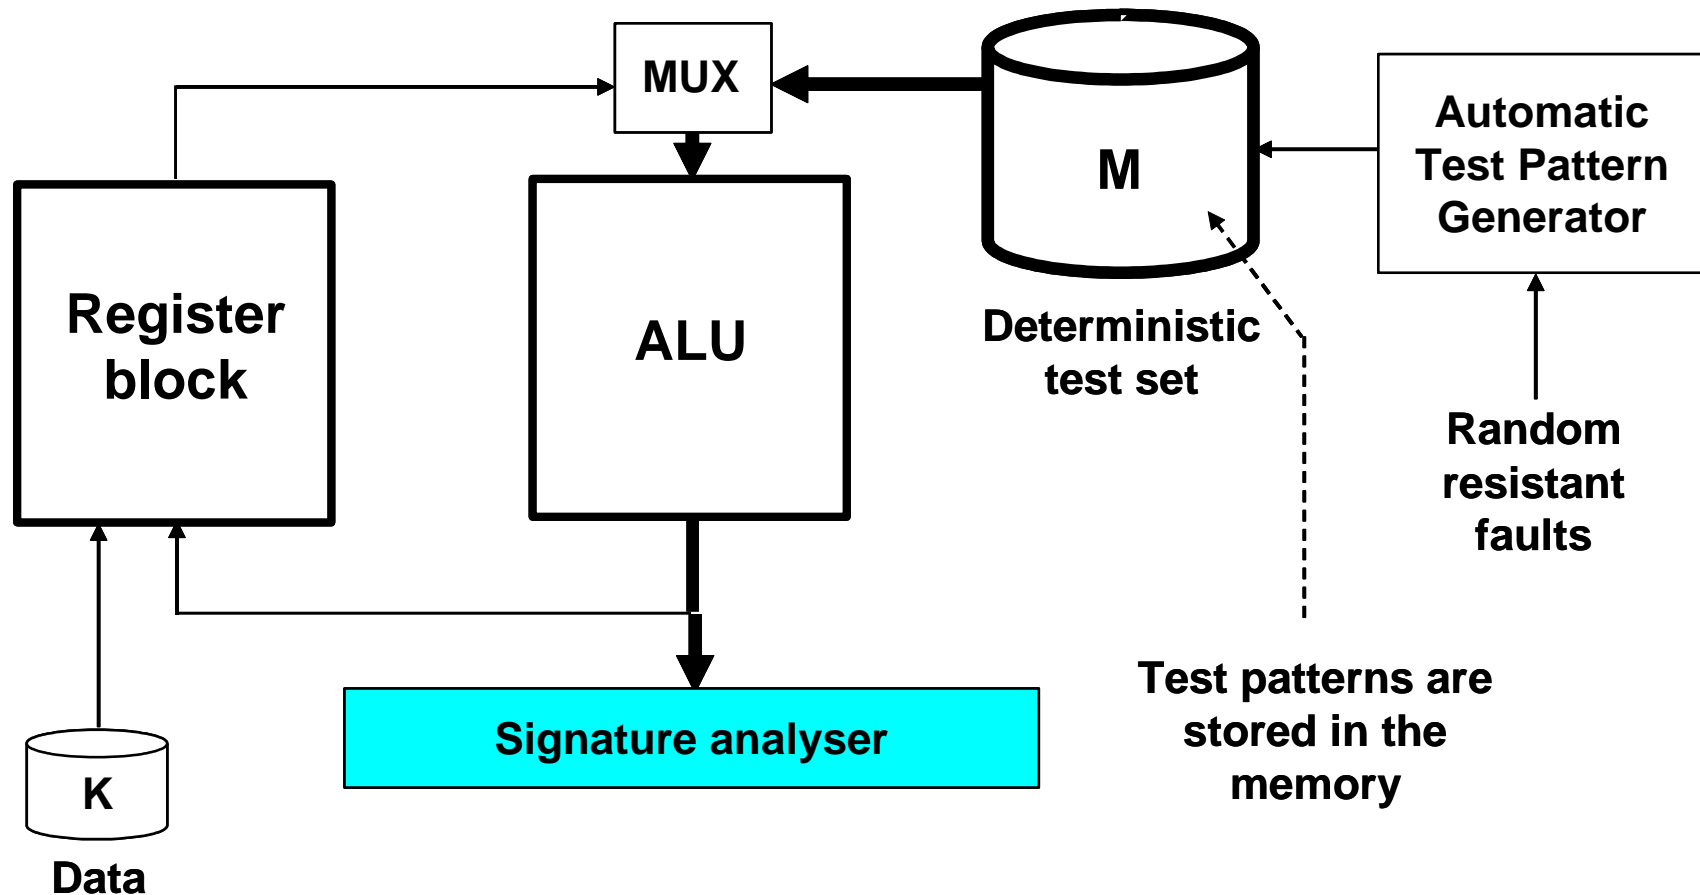 MUX
Automatic
Test Pattern
Generator
M
Register
block
ALU
Deterministic
test set
Random
resistant
faults
Test patterns are
stored in the
memory
Signature analyser
K
Data